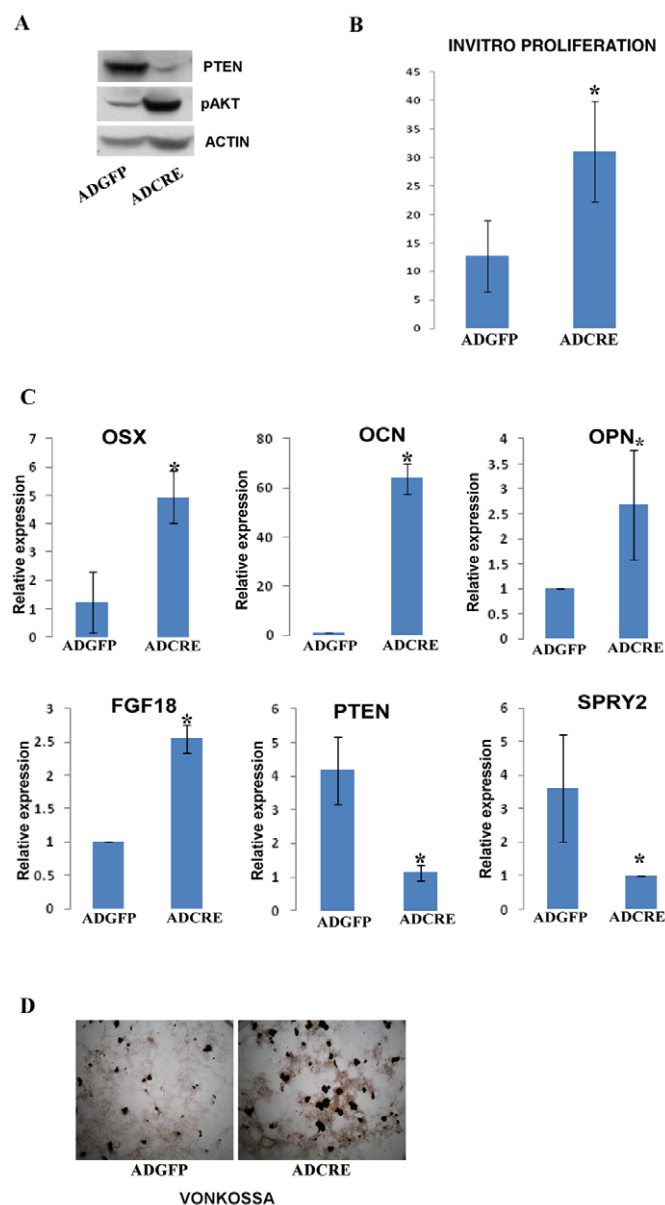 A
PTEN
pAKT
ACTIN
ADGFP ADCRE
B
INVITRO PROLIFERATION
45
40
35
30
25
20
15
10
5
0
*
ADGFP ADCRE
C
OSX
Relative expression
7
6
5
4
3
2
1
0
*
ADGFP ADCRE
OCN
Relative expression
80
60
40
20
0
*
ADGFP ADCRE
OPN
Relative expression
4
3.5
3
2.5
2
1.5
1
0.5
0
*
ADGFP ADCRE
FGF18
Relative expression
3
2.5
2
1.5
1
0.5
0
*
ADGFP ADCRE
PTEN
Relative expression
6
5
4
3
2
1
0
*
ADGFP ADCRE
SPRY2
Relative expression
6
5
4
3
2
1
0
*
ADGFP ADCRE
D
ADGFP ADCRE
VONKOSSA